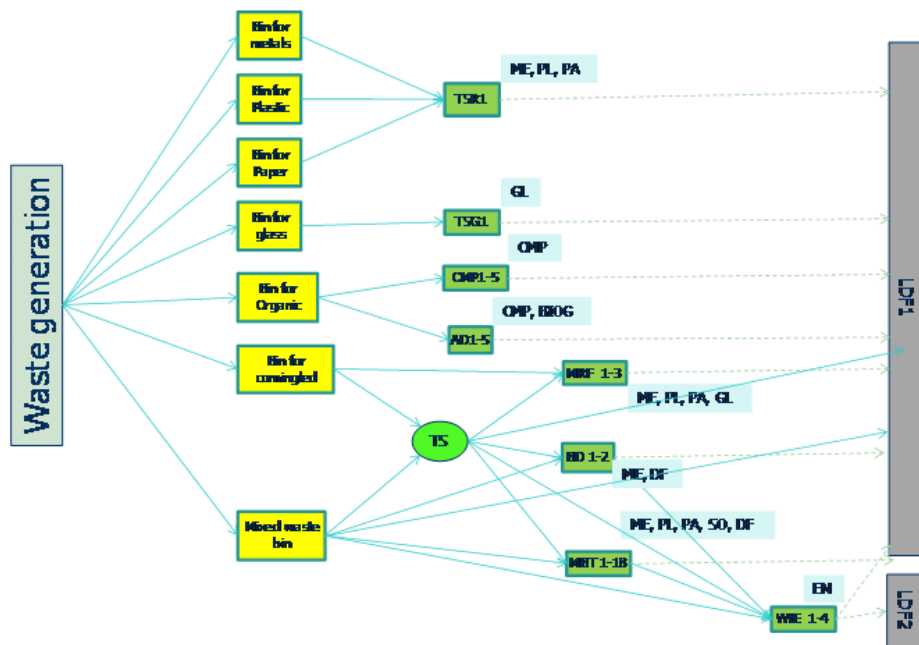 Waste generation
Bin for
metals
Bin for
Plastic
Bin for
Paper
Bin for
glass
Bin for
Organic
Bin for
comingled
Mixed waste
bin
ME, PL, PA
TSR1
GL
TSG1
CMP
CMP1-5
CMP, BIOG
AD1-5
MRF 1-3
ME, PL, PA, GL
TS
BD 1-2
ME, DF
ME, PL, PA, SO, DF
MBT 1-18
EN
WIE 1-4
LDF1
LDF2